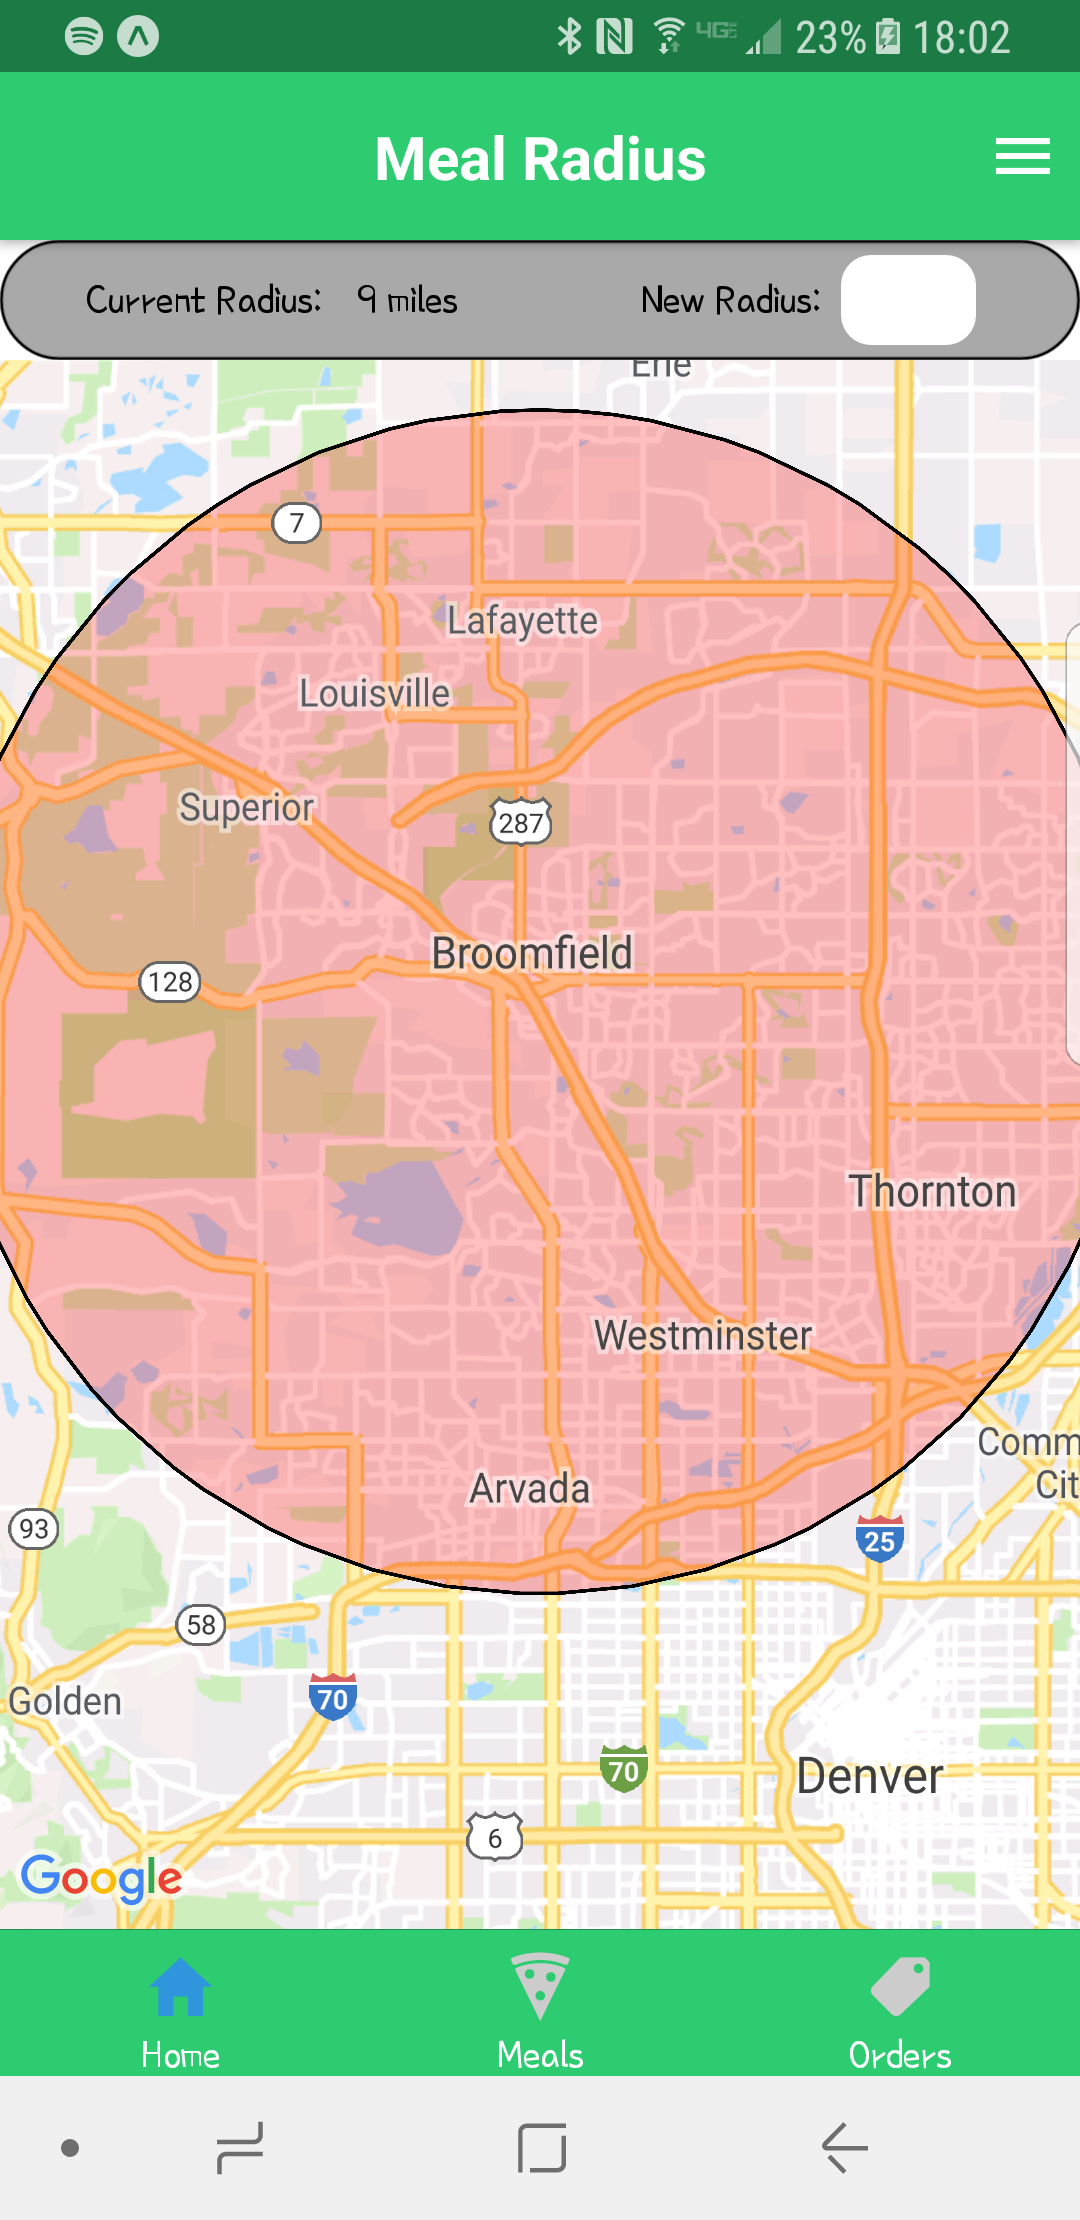 4G 23% 18:02
Meal Radius
Current Radius: 9 miles New Radius:
Erie
7
Lafayette
Louisville
Superior
287
Broomfield
128
Thornton
Westminster
Comm
Cit
Arvada
93
25
58
Golden
70
70
Denver
6
Google
Home Meals Orders